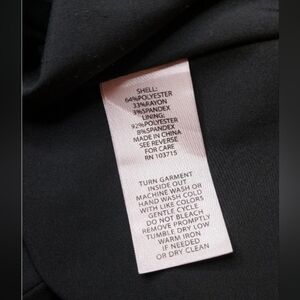 SHELL:
64%POLYESTER
33%RAYON
3%SPANDEX
LINING:
92%POLYESTER
8%SPANDEX
MADE IN CHINA
SEE REVERSE
FOR CARE
RN 103715
TURN GARMENT
INSIDE OUT
MACHINE WASH OR
HAND WASH COLD
WITH LIKE COLORS
GENTLE CYCLE
DO NOT BLEACH
REMOVE PROMPTLY
TUMBLE DRY LOW
WARM IRON
IF NEEDED
OR DRY CLEAN